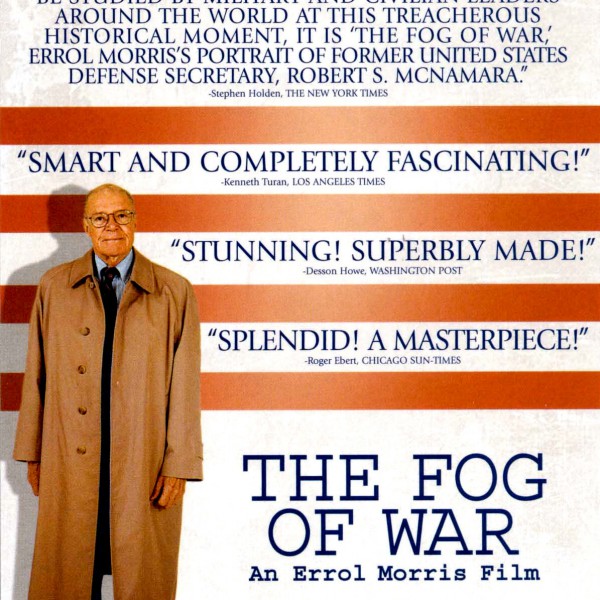 BE STUDIED BY MILITARY AND CIVILIAN LEADERS
AROUND THE WORLD AT THIS TREACHEROUS
HISTORICAL MOMENT, IT IS 'THE FOG OF WAR,'
ERROL MORRIS'S PORTRAIT OF FORMER UNITED STATES
DEFENSE SECRETARY, ROBERT S. MCNAMARA."
-Stephen Holden, THE NEW YORK TIMES
"SMART AND COMPLETELY FASCINATING!"
-Kenneth Turan, LOS ANGELES TIMES
"STUNNING! SUPERBLY MADE!"
-Desson Howe, WASHINGTON POST
"SPLENDID! A MASTERPIECE!"
-Roger Ebert, CHICAGO SUN-TIMES
THE FOG
OF WAR
An Errol Morris Film